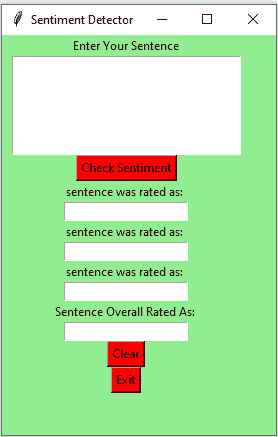 Sentiment Detector
Enter Your Sentence
Check Sentiment
sentence was rated as:
sentence was rated as:
sentence was rated as:
Sentence Overall Rated As:
Clear
Exit